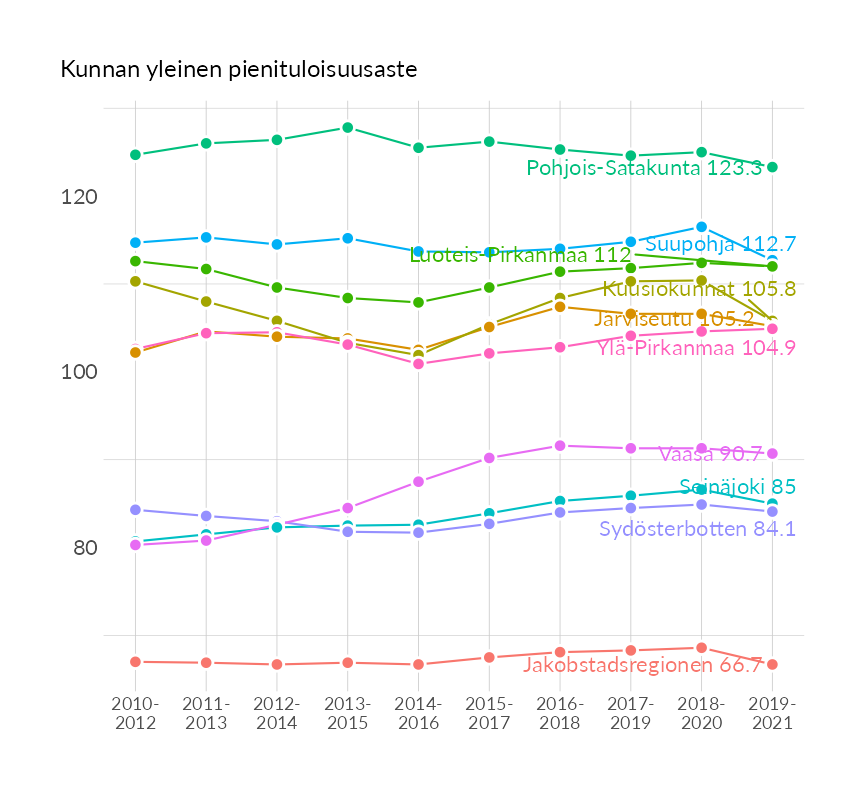 Kunnan yleinen pienituloisuusaste
Pohjois-Satakunta 123.3
120
Suupohja 112.7
Luoteis-Pirkanmaa 112
Kuusiokunnat 105.8
Järviseutu 105.2
Ylä-Pirkanmaa 104.9
100
Vaasa 90.7
Seinäjoki 85
Sydösterbotten 84.1
80
Jakobstadsregionen 66.7
2010- 2011- 2012- 2013- 2014- 2015- 2016- 2017- 2018- 2019-
2012 2013 2014 2015 2016 2017 2018 2019 2020 2021